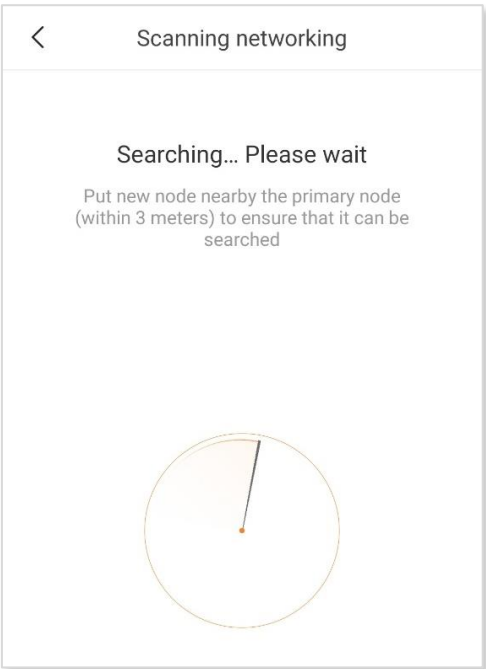 Scanning networking
Searching... Please wait
Put new node nearby the primary node
(within 3 meters) to ensure that it can be
searched